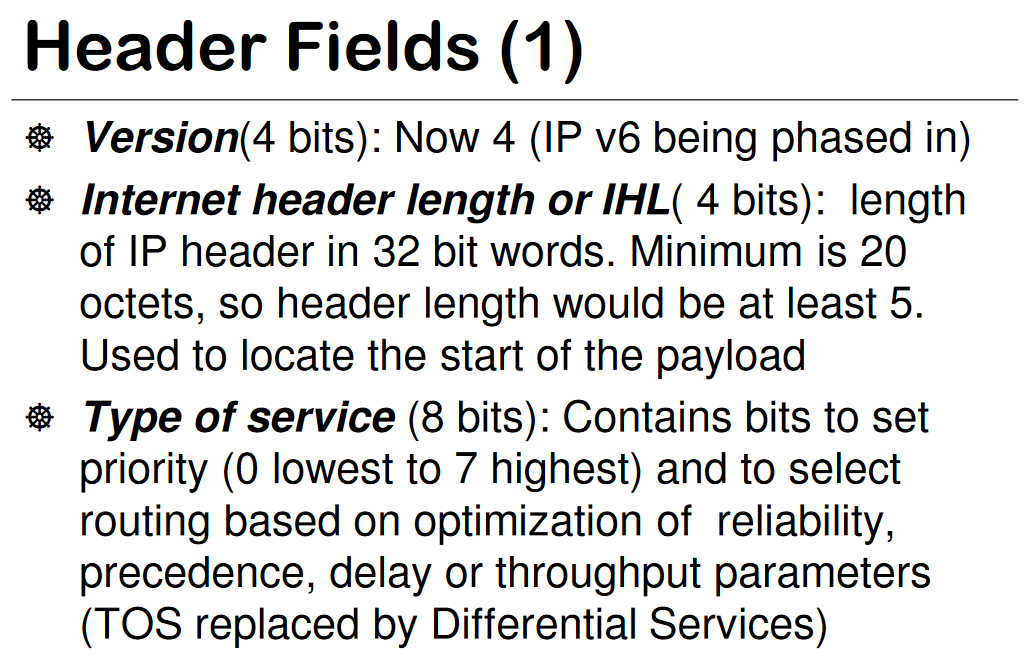 Header Fields (1)
Version(4 bits): Now 4 (IP v6 being phased in)
Internet header length or IHL( 4 bits):  length
of IP header in 32 bit words. Minimum is 20
octets, so header length would be at least 5.
Used to locate the start of the payload
Type of service (8 bits): Contains bits to set
priority (0 lowest to 7 highest) and to select
routing based on optimization of  reliability,
precedence, delay or throughput parameters
(TOS replaced by Differential Services)